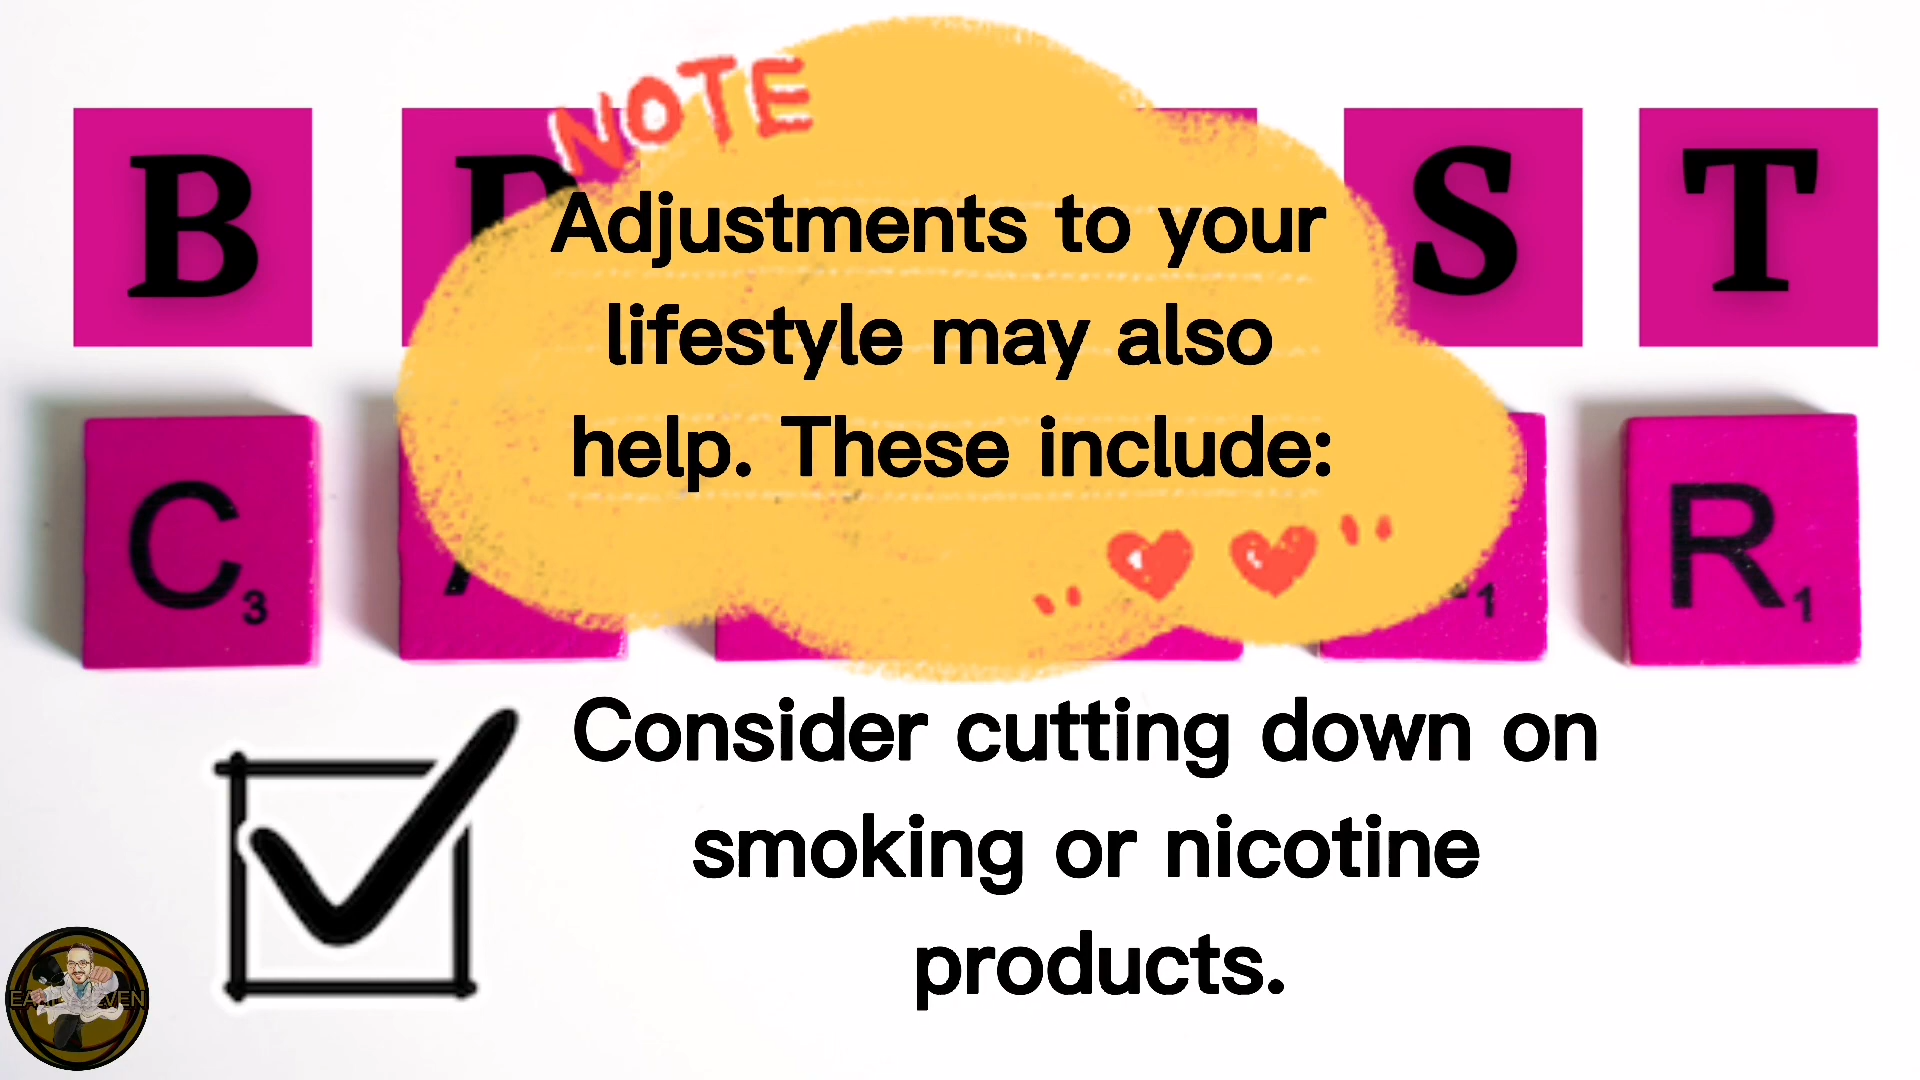 NOTE
B R S T
Adjustments to your
lifestyle may also
help. These include:
C3 R1
Consider cutting down on
smoking or nicotine
products.